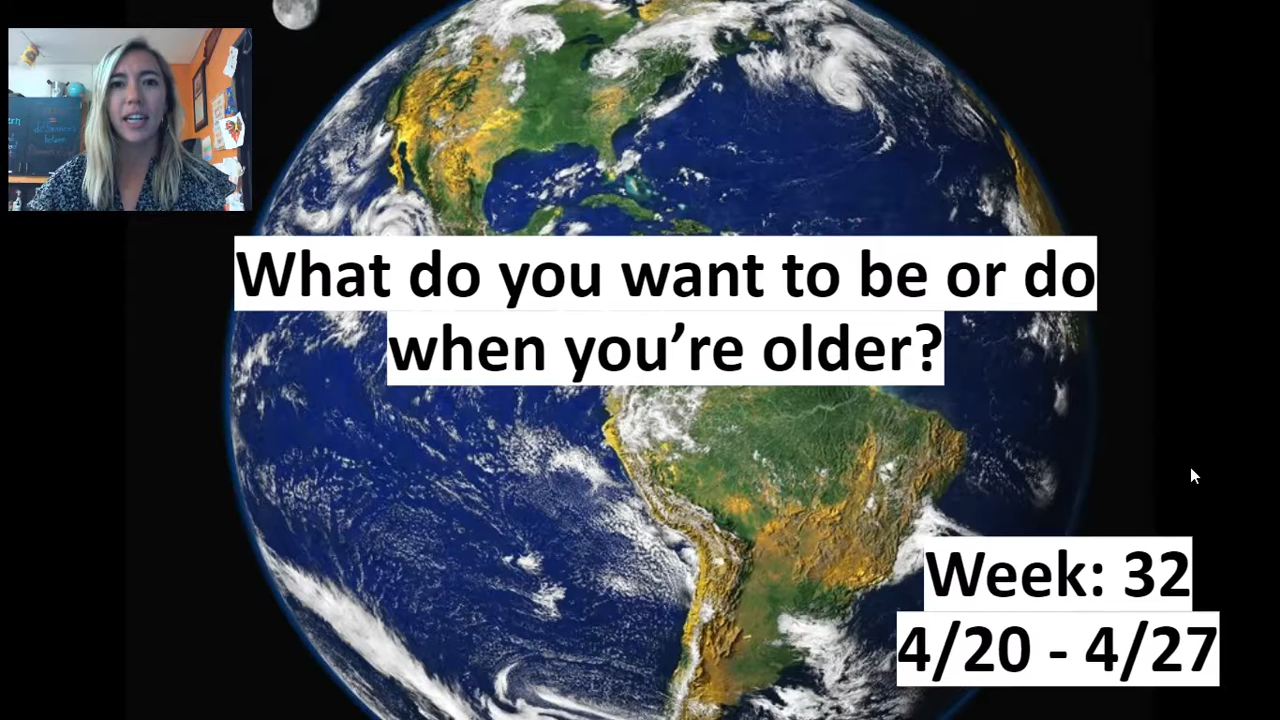 What do you want to be or do
when you're older?
Week: 32
4/20 - 4/27